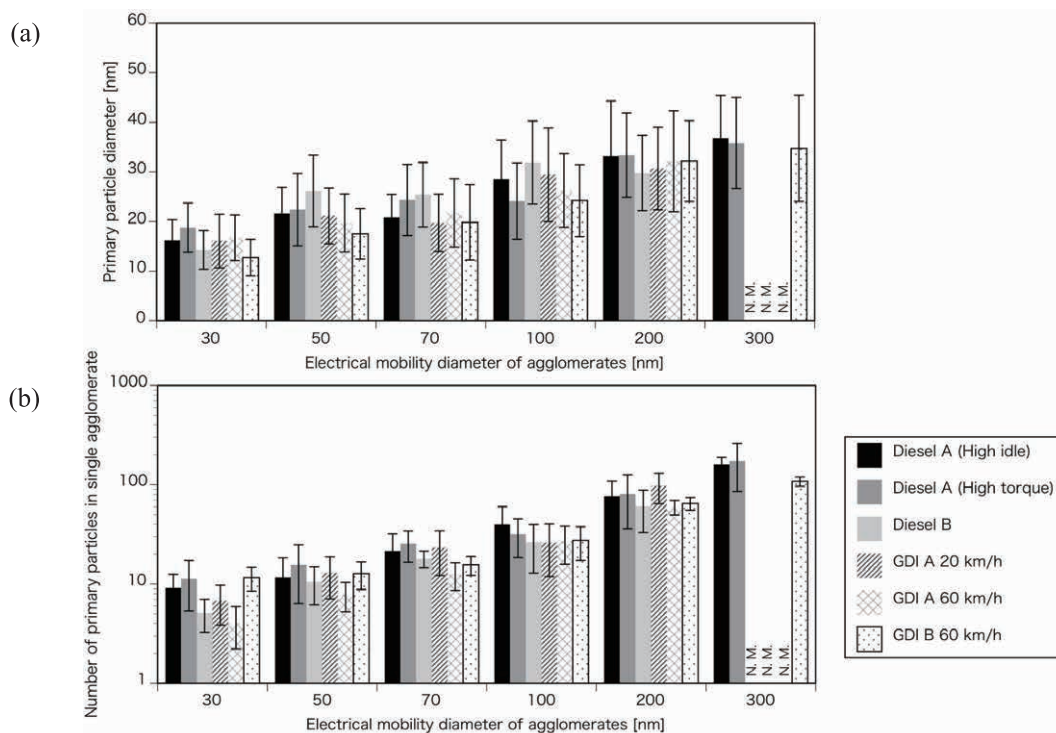 (a)
Primary particle diameter [nm]
60
50
40
30
20
10
0
N. M.
N. M.
N. M.
30 50 70 100 200 300
Electrical mobility diameter of agglomerates [nm]
(b)
Number of primary particles in single agglomerate
1000
100
10
1
N. M.
N. M.
N. M.
30 50 70 100 200 300
Electrical mobility diameter of agglomerates [nm]
Diesel A (High idle)
Diesel A (High torque)
Diesel B
GDI A 20 km/h
GDI A 60 km/h
GDI B 60 km/h